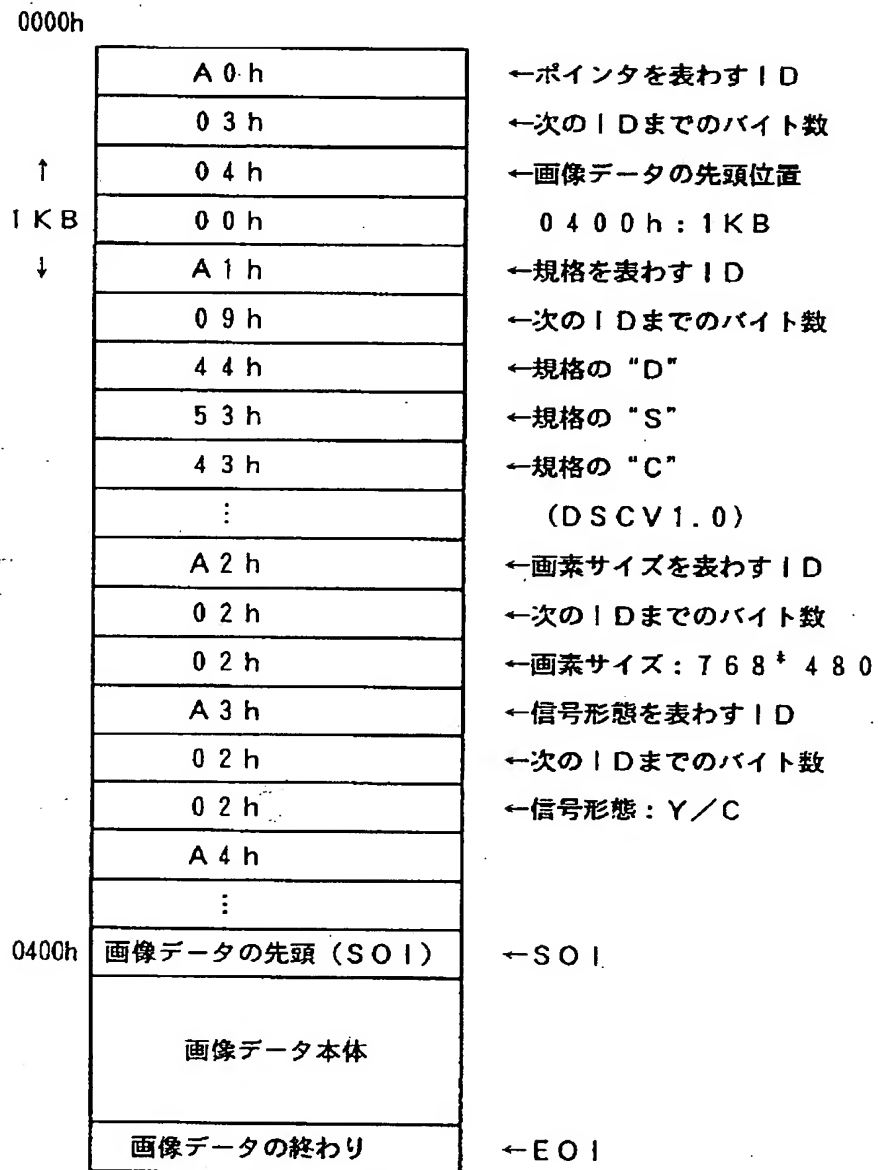 0000h
A0h ←ポインタを表わすID
03h ←次のIDまでのバイト数
↑ 04h ←画像データの先頭位置
1KB 00h 0400h:1KB
↓ A1h ←規格を表わすID
09h ←次のIDまでのバイト数
44h ←規格の“D”
53h ←規格の“S”
43h ←規格の“C”
⋮ (DSCV1.0)
A2h ←画素サイズを表わすID
02h ←次のIDまでのバイト数
02h ←画素サイズ:768*480
A3h ←信号形態を表わすID
02h ←次のIDまでのバイト数
02h ←信号形態:Y/C
A4h
⋮
0400h 画像データの先頭(SOI) ←SOI
画像データ本体
画像データの終わり ←EOI